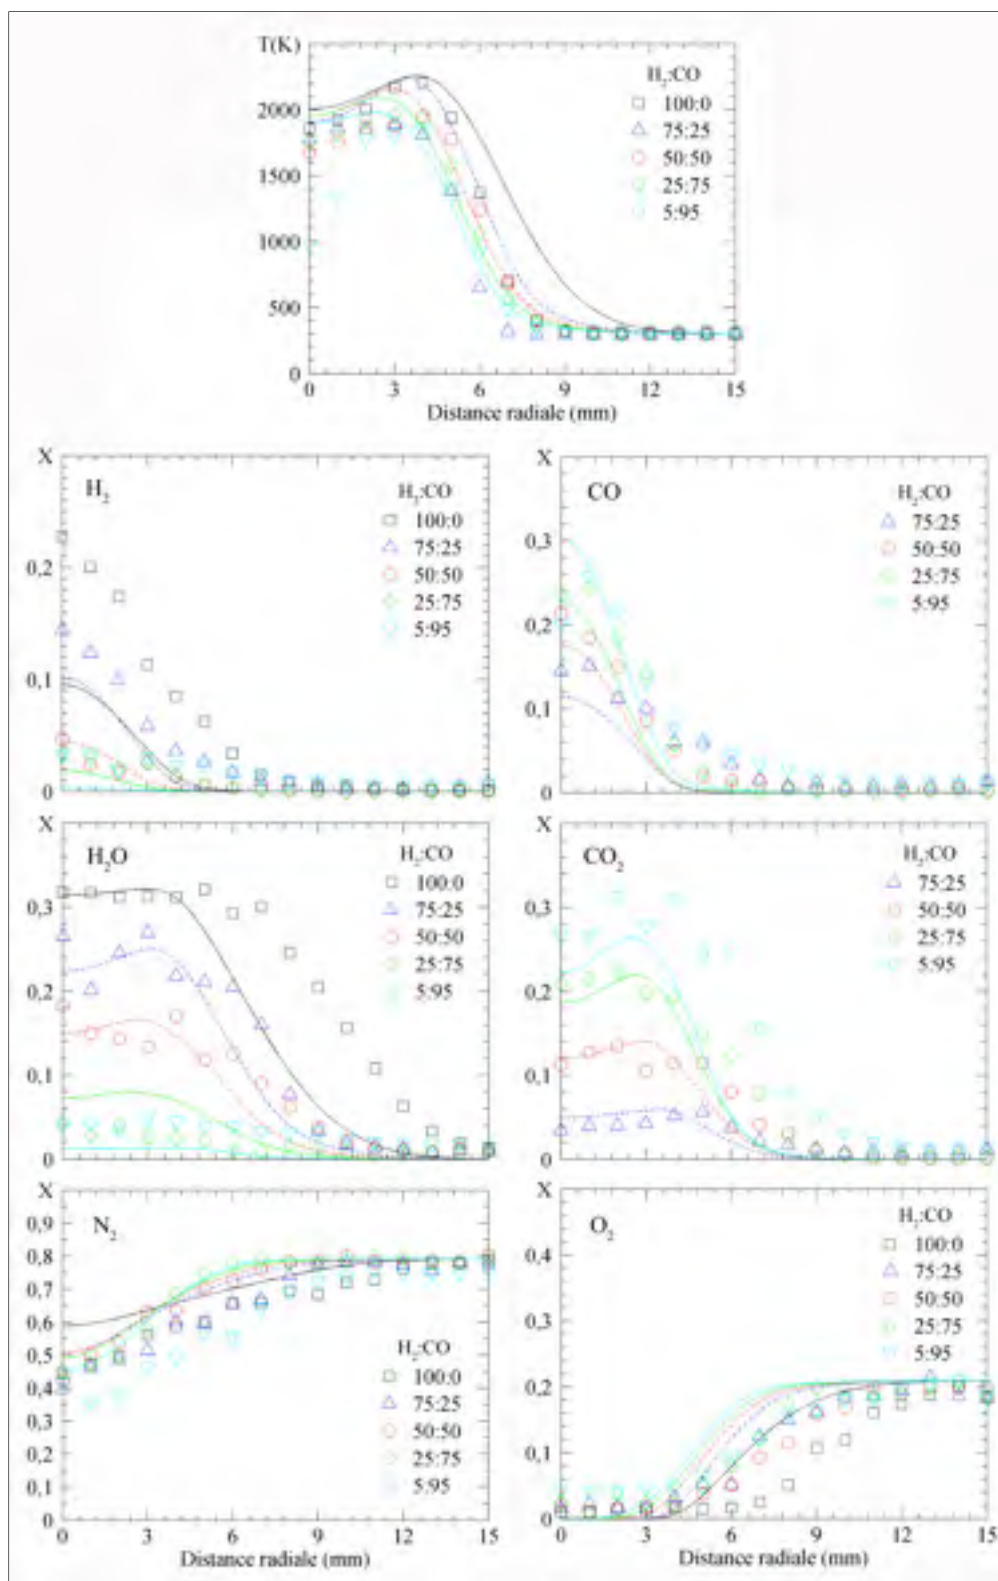 T(K)
H₂:CO
100:0
75:25
50:50
25:75
5:95
2000
1500
1000
500
0
0 3 6 9 12 15
Distance radiale (mm)
X
H₂
H₂:CO
100:0
75:25
50:50
25:75
5:95
0,2
0,1
0
X
CO
H₂:CO
75:25
50:50
25:75
5:95
0,3
0,2
0,1
0
X
H₂O
H₂:CO
100:0
75:25
50:50
25:75
5:95
0,3
0,2
0,1
0
X
CO₂
H₂:CO
75:25
50:50
25:75
5:95
0,3
0,2
0,1
0
X
N₂
0,9
0,8
0,7
0,6
0,5
0,4
0,3
0,2
0,1
0
H₂:CO
100:0
75:25
50:50
25:75
5:95
0 3 6 9 12 15
Distance radiale (mm)
X
O₂
H₂:CO
100:0
75:25
50:50
25:75
5:95
0,4
0,3
0,2
0,1
0
0 3 6 9 12 15
Distance radiale (mm)